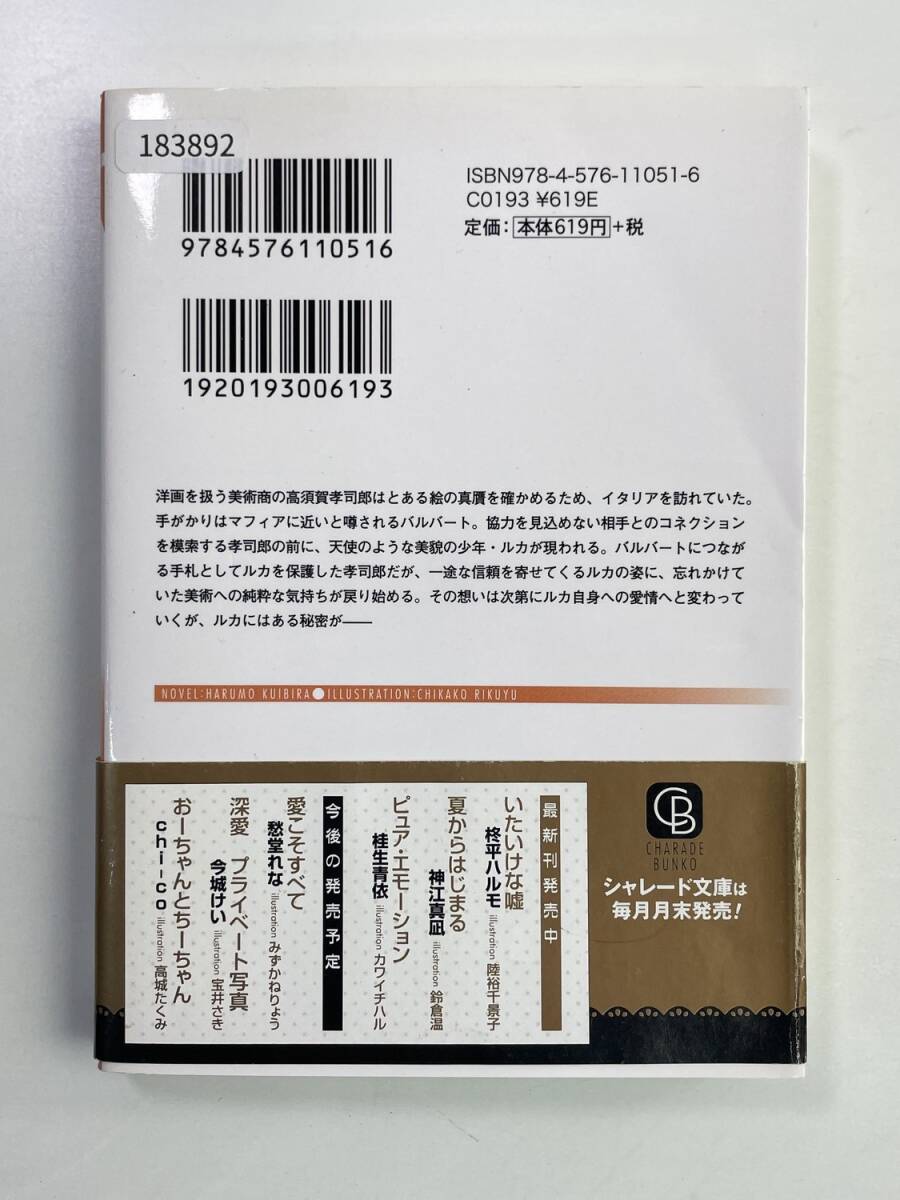 183892
9784576110516
1920193006193
ISBN978-4-576-11051-6
C0193 ¥619E
定価：本体619円+税
洋画を扱う美術商の高須賀孝司郎はとある絵の真贋を確かめるため、イタリアを訪れていた。
手がかりはマフィアに近いと噂されるバルバート。協力を見込めない相手とのコネクション
を模索する孝司郎の前に、天使のような美貌の少年・ルカが現われる。バルバートにつなが
る手札としてルカを保護した孝司郎だが、一途な信頼を寄せてくるルカの姿に、忘れかけて
いた美術への純粋な気持ちが戻り始める。その想いは次第にルカ自身への愛情へと変わって
いくが、ルカにはある秘密が――
NOVEL:HARUMO KUIBIRA●ILLUSTRATION:CHIKAKO RIKUYU
CB
CHARADE
BUNKO
シャレード文庫は
毎月月末発売！
最新刊発売中
いたいけな嘘
柊平ハルモ illustration 陸裕千景子
夏からはじまる
神江真凪 illustration 鈴倉温
ピュア・エモーション
桂生青依 illustration カワイチハル
今後の発売予定
愛こそすべて
愁堂れな illustration みずかねりょう
深愛 プライベート写真
今城けい illustration 宝井さき
おーちゃんとちーちゃん
chi-co illustration 高城たくみ